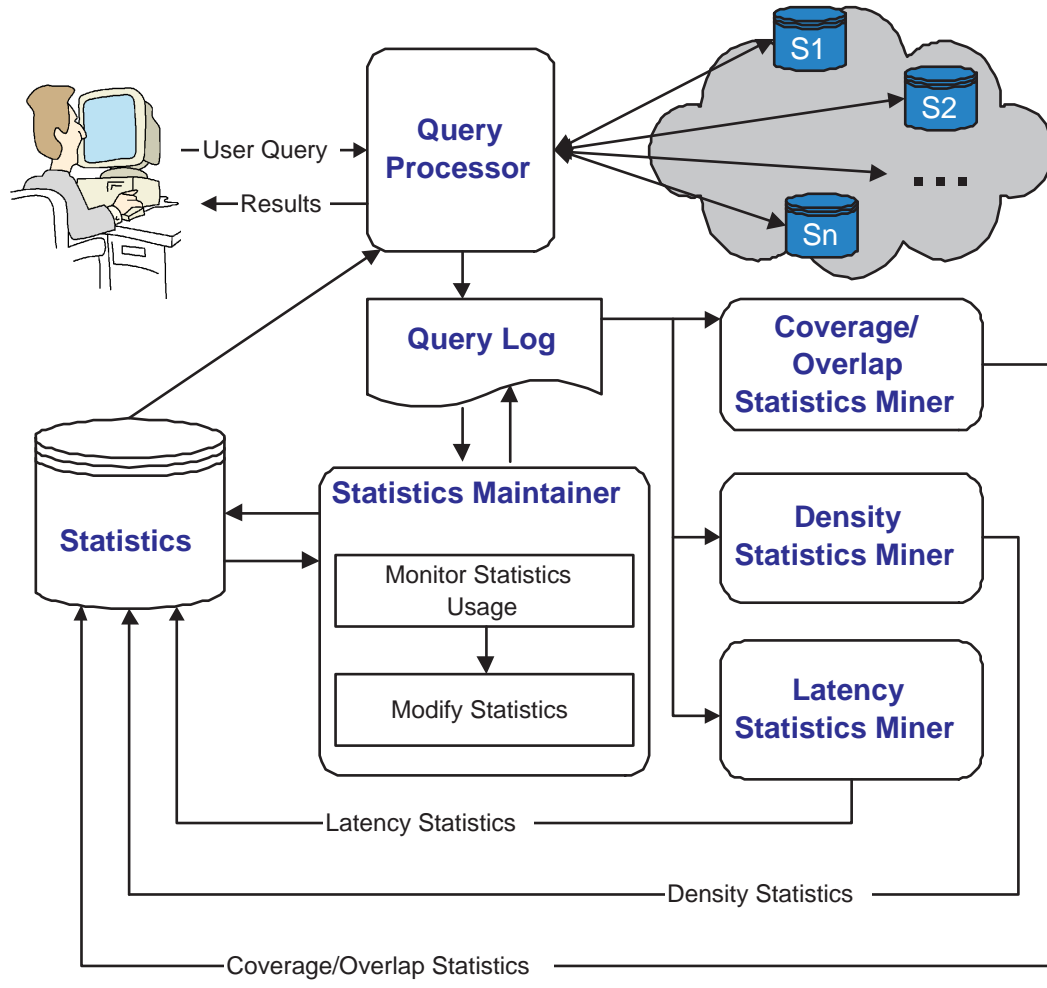 S1
S2
...
Sn
Query
Processor
User Query
Results
Query Log
Coverage/
Overlap
Statistics Miner
Statistics Maintainer
Statistics
Monitor Statistics
Usage
Modify Statistics
Density
Statistics Miner
Latency
Statistics Miner
Latency Statistics
Density Statistics
Coverage/Overlap Statistics